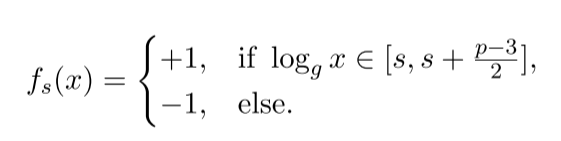 f_s(x) = { +1, if log_g x ∈ [s, s + (p−3)/2],
−1, else.